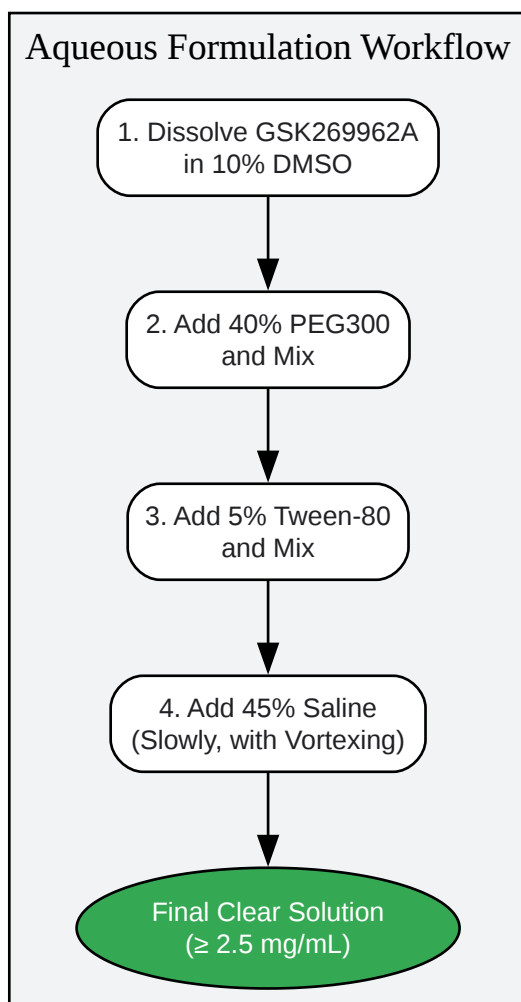 Aqueous Formulation Workflow
1. Dissolve GSK269962A
in 10% DMSO
2. Add 40% PEG300
and Mix
3. Add 5% Tween-80
and Mix
4. Add 45% Saline
(Slowly, with Vortexing)
Final Clear Solution
(≥ 2.5 mg/mL)